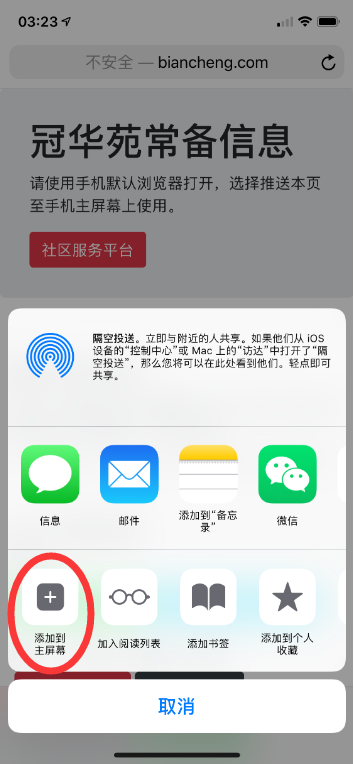 03:23
不安全 — biancheng.com
冠华苑常备信息
请使用手机默认浏览器打开，选择推送本页
至手机主屏幕上使用。
社区服务平台
隔空投送。立即与附近的人共享。如果他们从 iOS
设备的“控制中心”或 Mac 上的“访达”中打开了“隔
空投送”，那么您将可以在此处看到他们。轻点即可
共享。
信息
邮件
添加到“备忘
录”
微信
添加到
主屏幕
加入阅读列表
添加书签
添加到个人
收藏
取消